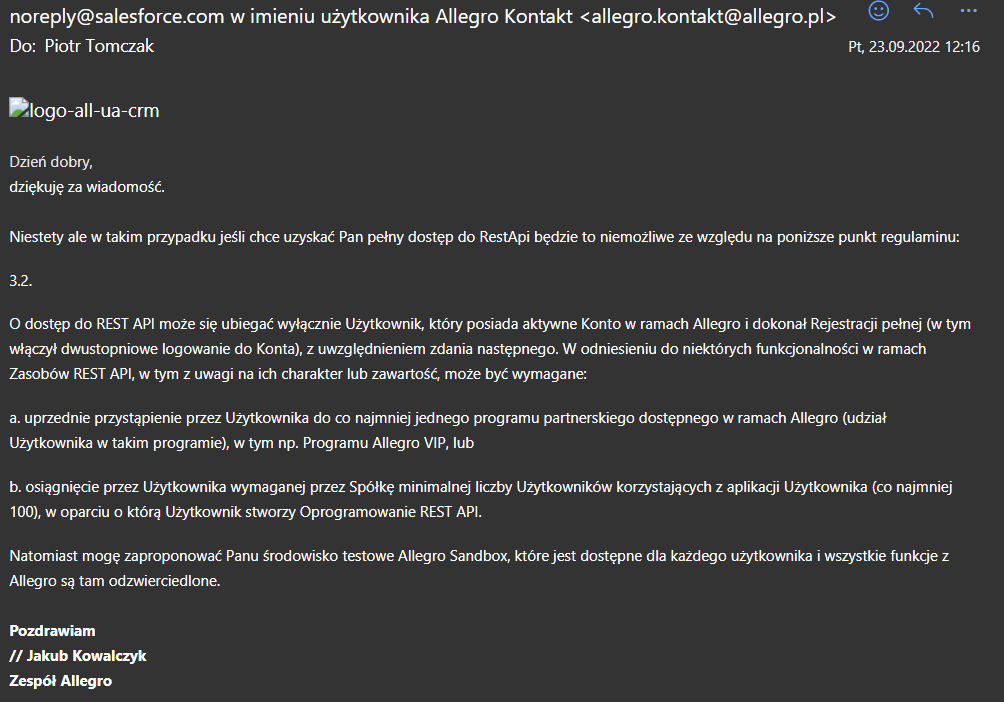 noreply@salesforce.com w imieniu użytkownika Allegro Kontakt <allegro.kontakt@allegro.pl>
Do: Piotr Tomczak
Pt, 23.09.2022 12:16
logo-all-ua-crm
Dzień dobry,
dziękuję za wiadomość.
Niestety ale w takim przypadku jeśli chce uzyskać Pan pełny dostęp do RestApi będzie to niemożliwe ze względu na poniższe punkt regulaminu:
3.2.
O dostęp do REST API może się ubiegać wyłącznie Użytkownik, który posiada aktywne Konto w ramach Allegro i dokonał Rejestracji pełnej (w tym
włączył dwustopniowe logowanie do Konta), z uwzględnieniem zdania następnego. W odniesieniu do niektórych funkcjonalności w ramach
Zasobów REST API, w tym z uwagi na ich charakter lub zawartość, może być wymagane:
a. uprzednie przystąpienie przez Użytkownika do co najmniej jednego programu partnerskiego dostępnego w ramach Allegro (udział
Użytkownika w takim programie), w tym np. Programu Allegro VIP, lub
b. osiągnięcie przez Użytkownika wymaganej przez Spółkę minimalnej liczby Użytkowników korzystających z aplikacji Użytkownika (co najmniej
100), w oparciu o którą Użytkownik stworzy Oprogramowanie REST API.
Natomiast mogę zaproponować Panu środowisko testowe Allegro Sandbox, które jest dostępne dla każdego użytkownika i wszystkie funkcje z
Allegro są tam odzwierciedlone.
Pozdrawiam
// Jakub Kowalczyk
Zespół Allegro